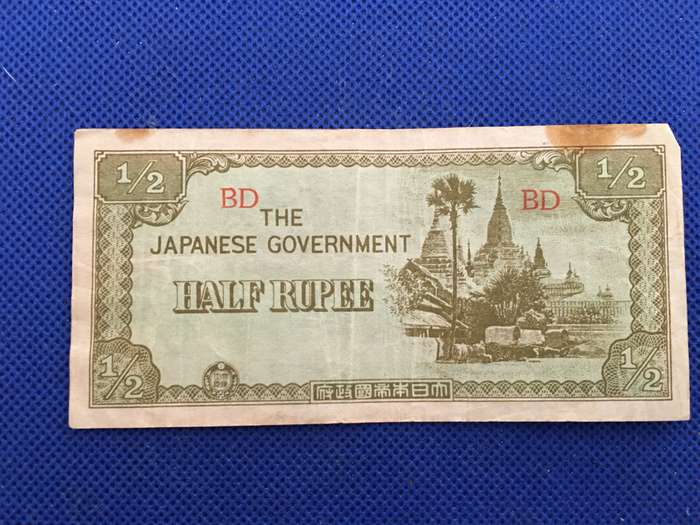 1/2
1/2
BD
BD
THE
JAPANESE GOVERNMENT
HALF RUPEE
1/2
1/2
府政國帝本日大